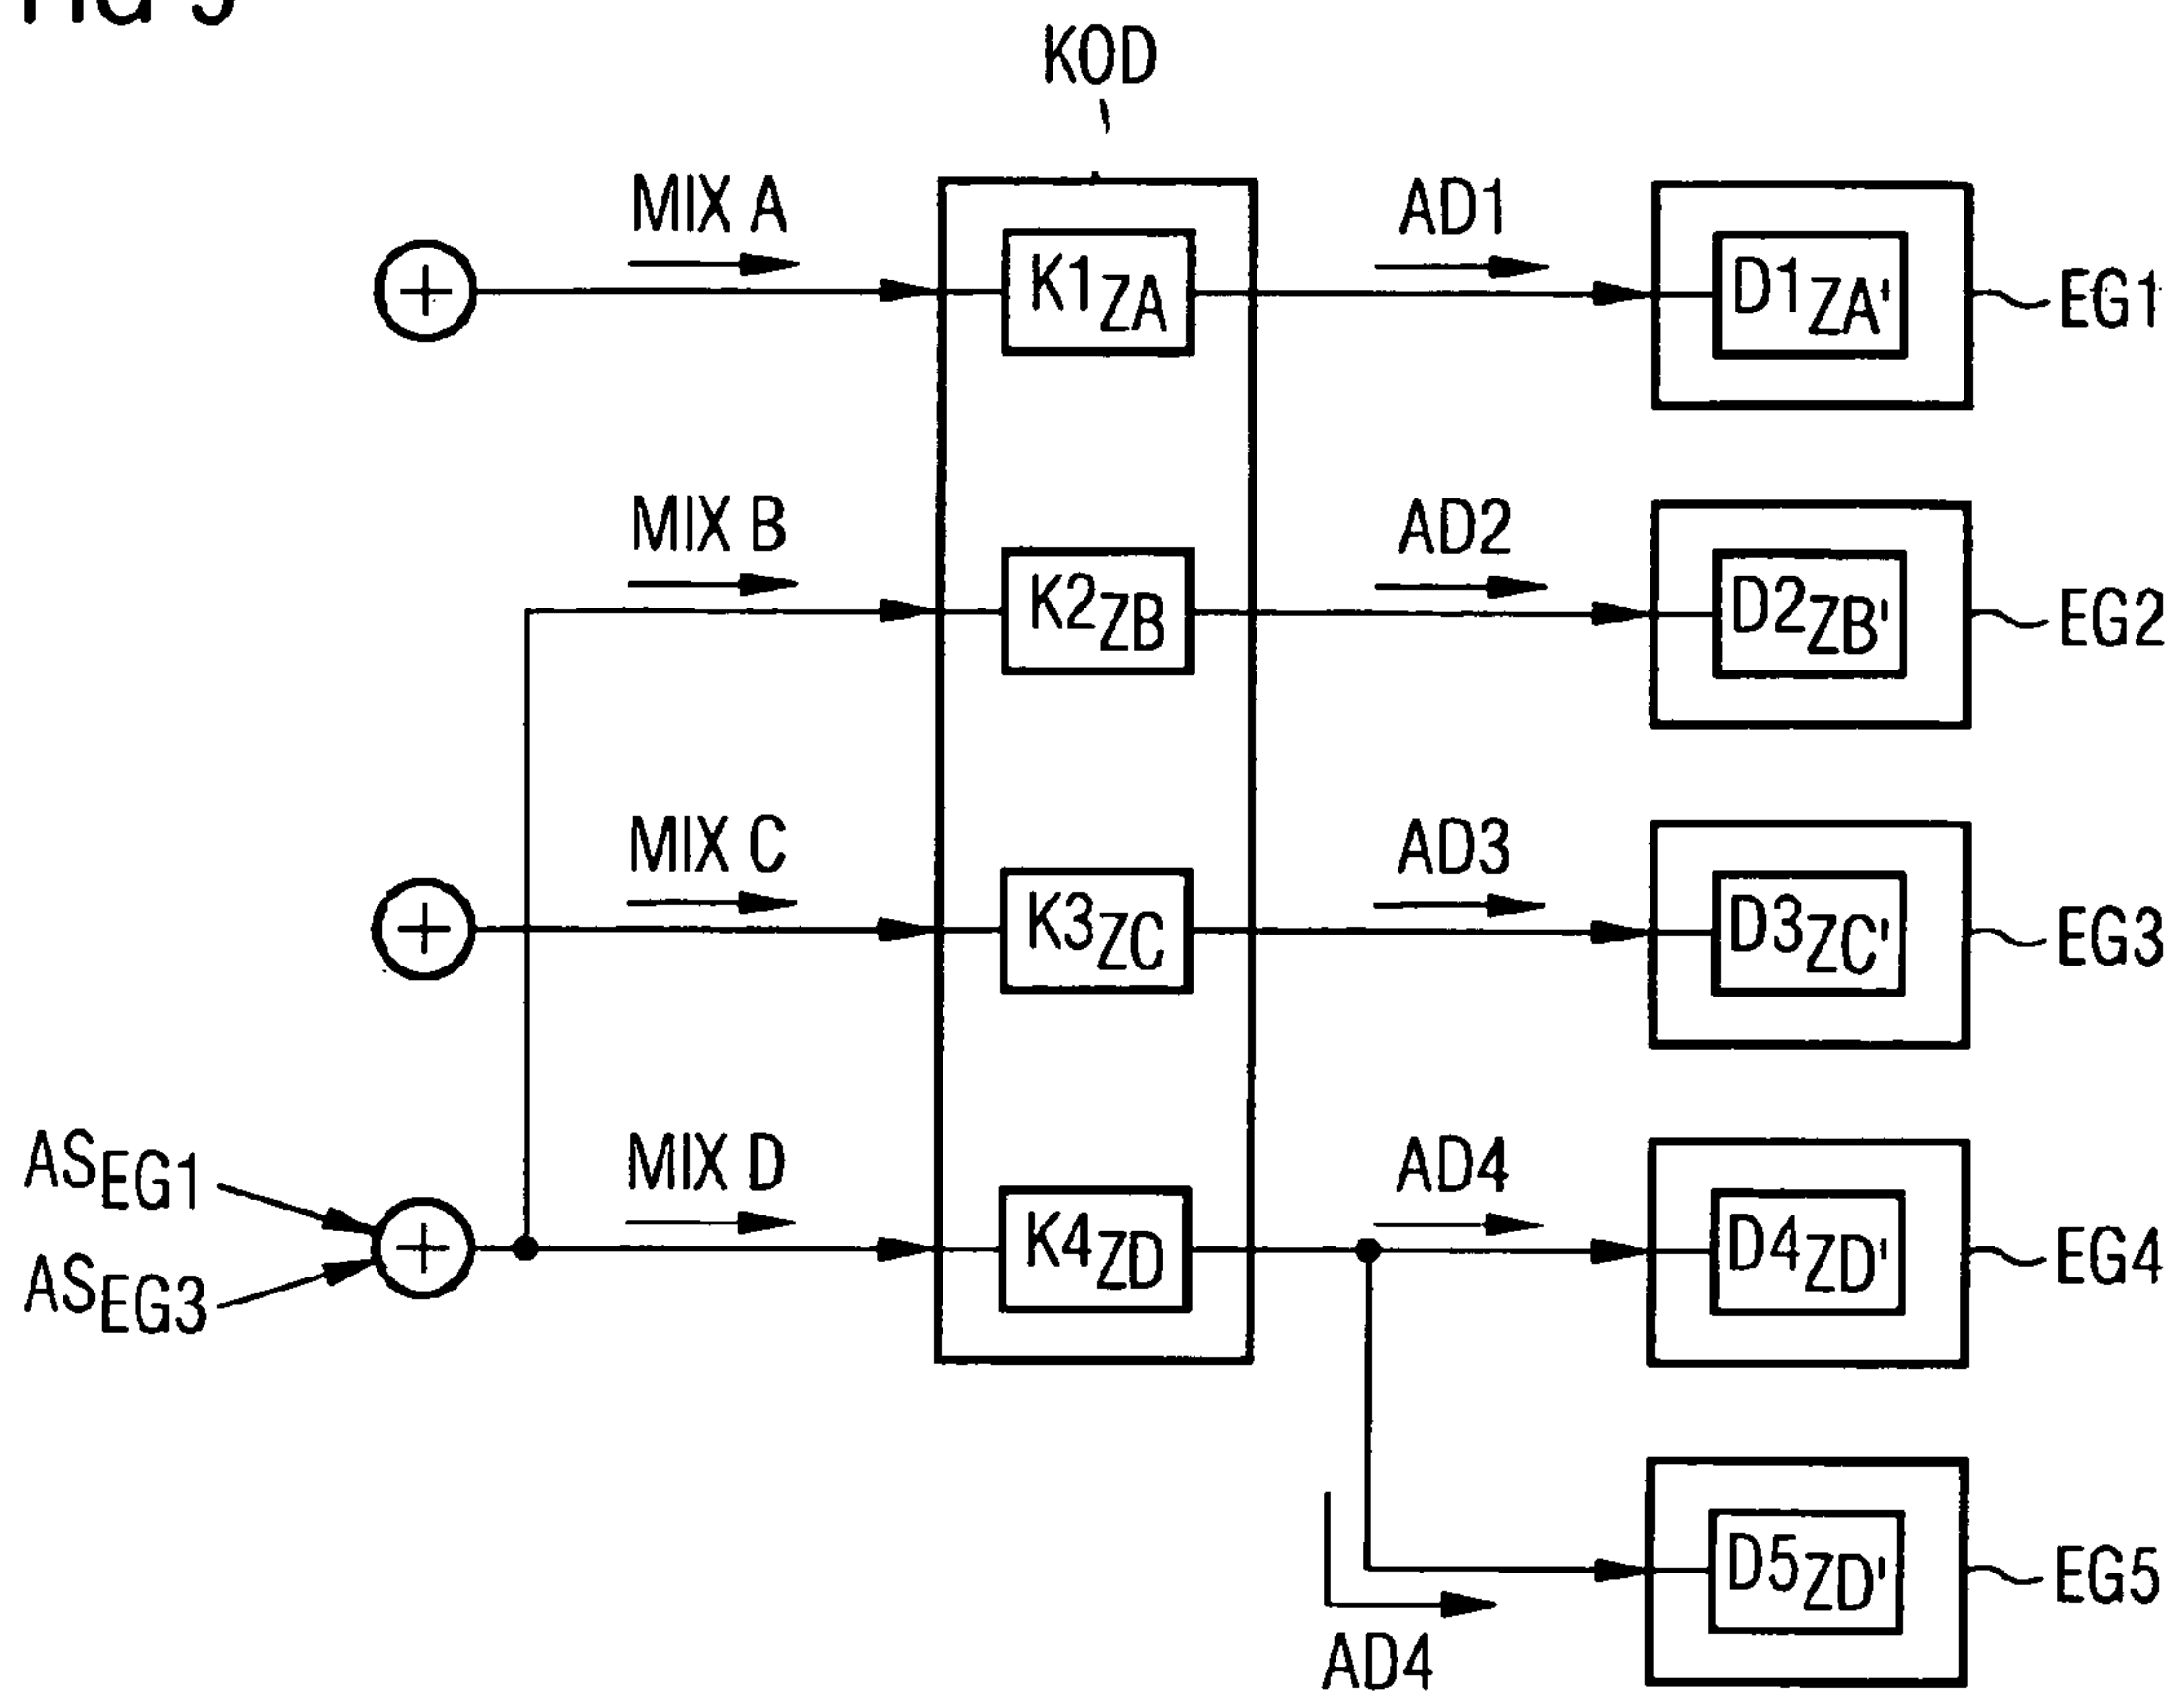 KOD
MIX A
AD1
K1ZA
D1ZA'
EG1
MIX B
AD2
K2ZB
D2ZB'
EG2
MIX C
AD3
K3ZC
D3ZC'
EG3
ASEG1
MIX D
AD4
K4ZD
D4ZD'
EG4
ASEG3
D5ZD'
EG5
AD4